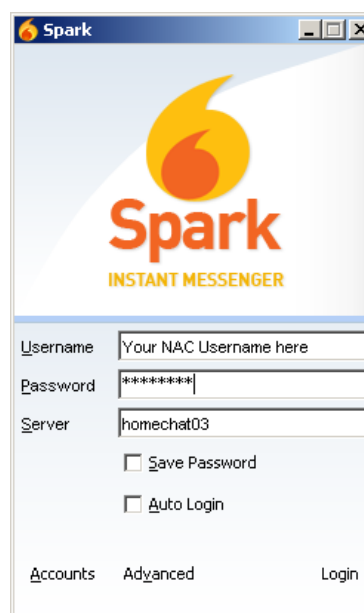 Spark
Spark
INSTANT MESSENGER
Username Your NAC Username here
Password ********
Server homechat03
Save Password
Auto Login
Accounts Advanced Login